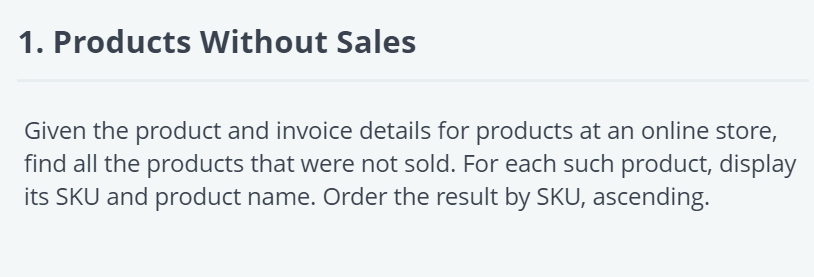 1. Products Without Sales
Given the product and invoice details for products at an online store,
find all the products that were not sold. For each such product, display
its SKU and product name. Order the result by SKU, ascending.